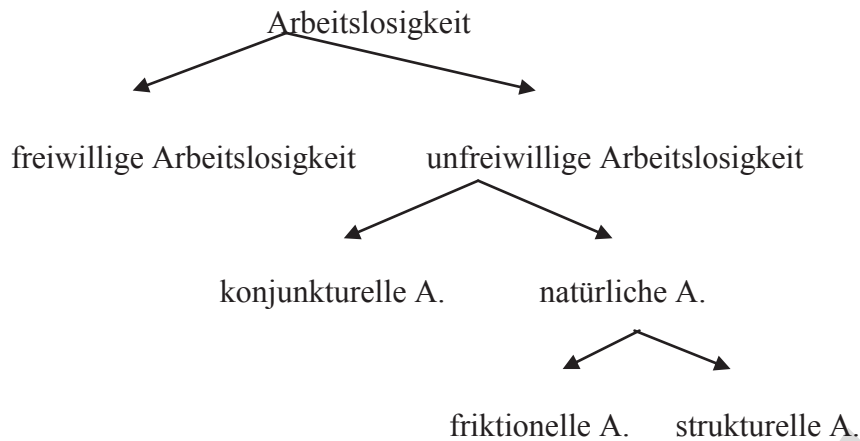 Arbeitslosigkeit
freiwillige Arbeitslosigkeit unfreiwillige Arbeitslosigkeit
konjunkturelle A. natürliche A.
friktionelle A. strukturelle A.